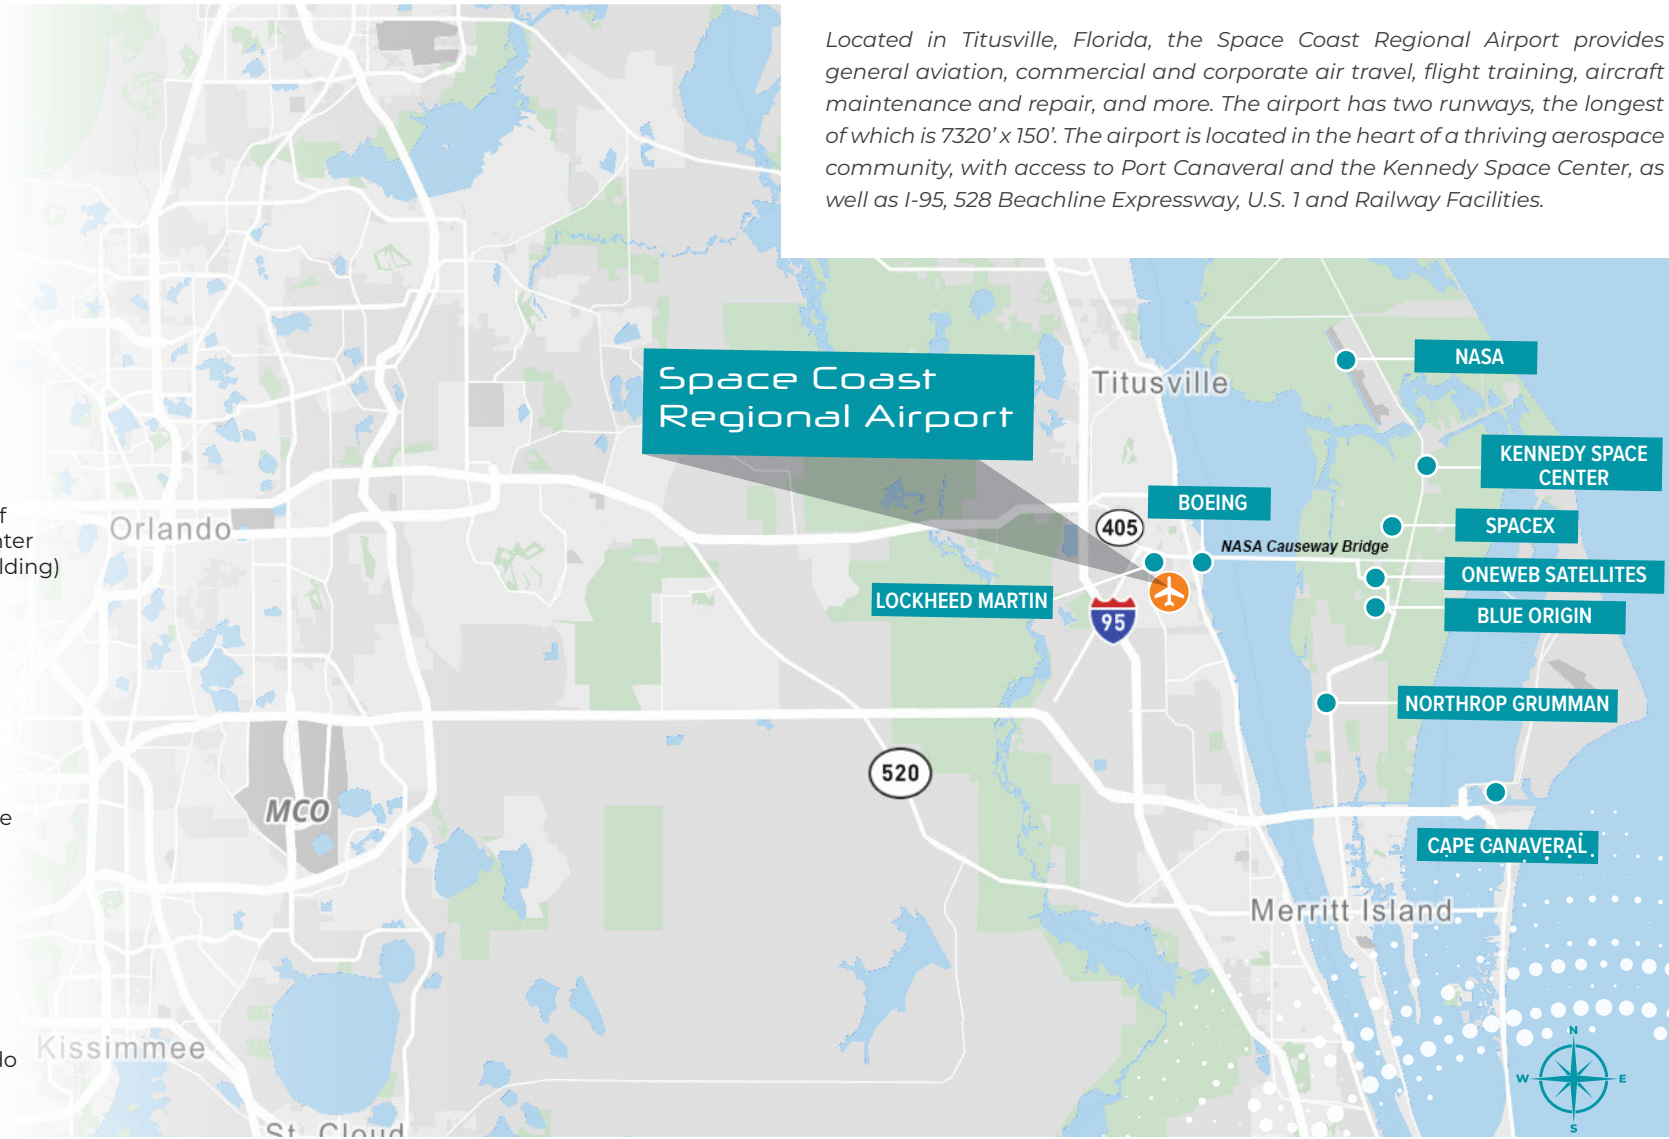 Located in Titusville, Florida, the Space Coast Regional Airport provides
general aviation, commercial and corporate air travel, flight training, aircraft
maintenance and repair, and more. The airport has two runways, the longest
of which is 7320’ x 150’. The airport is located in the heart of a thriving aerospace
community, with access to Port Canaveral and the Kennedy Space Center, as
well as I-95, 528 Beachline Expressway, U.S. 1 and Railway Facilities.
NASA
Space Coast
Regional Airport
Titusville
KENNEDY SPACE
CENTER
BOEING
SPACEX
405
NASA Causeway Bridge
Orlando
ONEWEB SATELLITES
LOCKHEED MARTIN
95
BLUE ORIGIN
NORTHROP GRUMMAN
520
MCO
CAPE CANAVERAL
Merritt Island
Kissimmee
N
W
E
S
St. Cloud